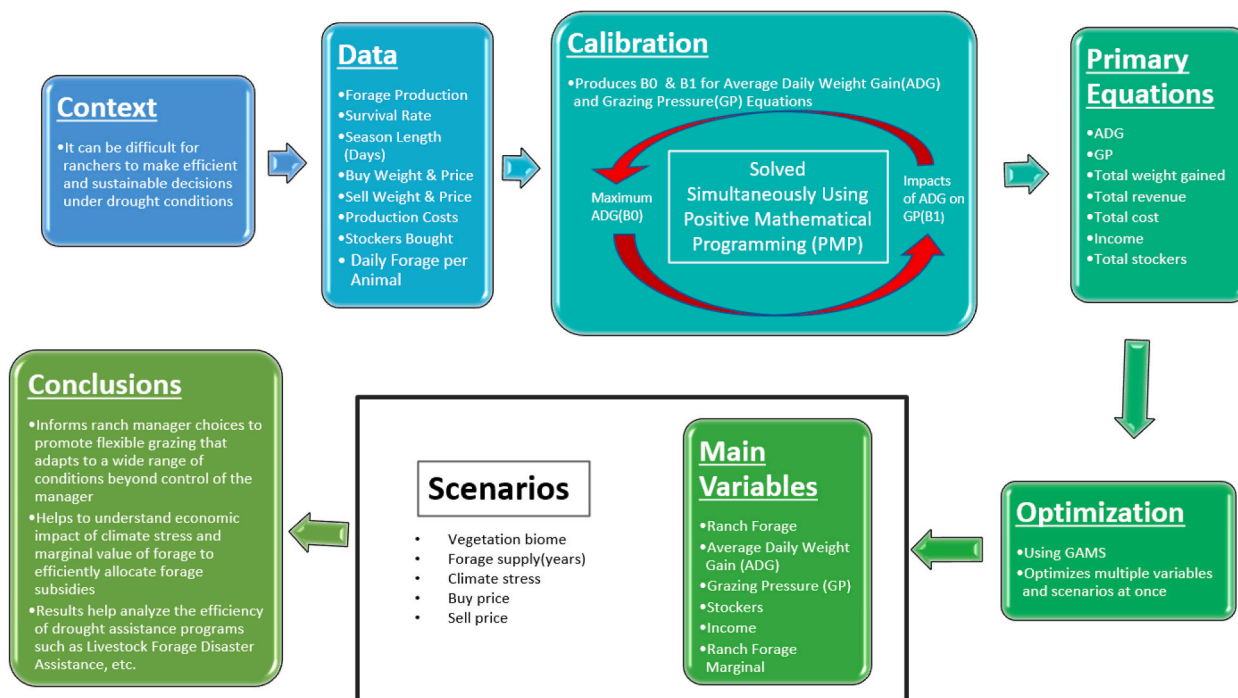 Context
•It can be difficult for
ranchers to make efficient
and sustainable decisions
under drought conditions
Data
•Forage Production
•Survival Rate
•Season Length
(Days)
•Buy Weight & Price
•Sell Weight & Price
•Production Costs
•Stockers Bought
• Daily Forage per
Animal
Calibration
•Produces B0 & B1 for Average Daily Weight Gain(ADG)
and Grazing Pressure(GP) Equations
Maximum
ADG(B0)
Solved
Simultaneously Using
Positive Mathematical
Programming (PMP)
Impacts
of ADG on
GP(B1)
Primary
Equations
•ADG
•GP
•Total weight gained
•Total revenue
•Total cost
•Income
•Total stockers
Optimization
•Using GAMS
•Optimizes multiple variables
and scenarios at once
Main
Variables
•Ranch Forage
•Average Daily Weight
Gain (ADG)
•Grazing Pressure (GP)
•Stockers
•Income
•Ranch Forage
Marginal
Scenarios
• Vegetation biome
• Forage supply(years)
• Climate stress
• Buy price
• Sell price
Conclusions
•Informs ranch manager choices to
promote flexible grazing that
adapts to a wide range of
conditions beyond control of the
manager
•Helps to understand economic
impact of climate stress and
marginal value of forage to
efficiently allocate forage
subsidies
•Results help analyze the efficiency
of drought assistance programs
such as Livestock Forage Disaster
Assistance, etc.